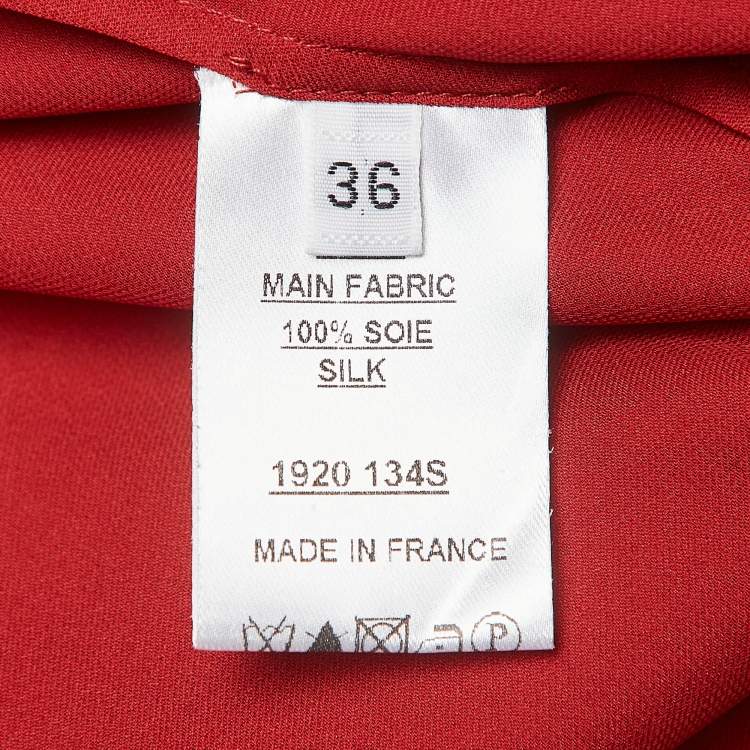 36
MAIN FABRIC
100% SOIE
SILK
1920 134S
MADE IN FRANCE
P